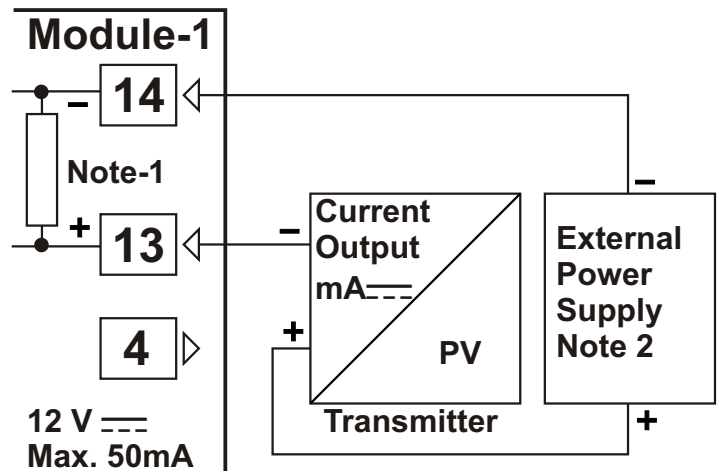 Module-1
– 14
Note-1
+ 13
4
12 V
Max. 50mA
–
Current
Output
mA
+
PV
Transmitter
–
External
Power
Supply
Note 2
+